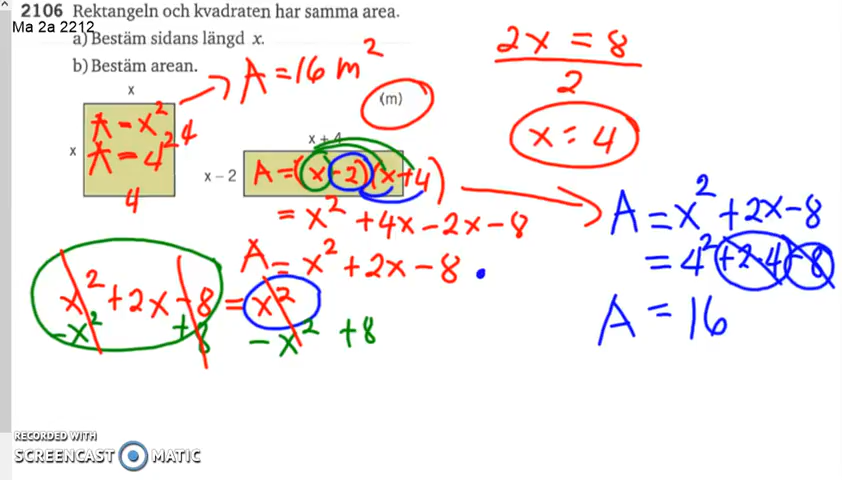 2106 Rektangeln och kvadraten har samma area.
Ma 2a 2212
a) Bestäm sidans längd x.
b) Bestäm arean.
A = 16 m²
2x = 8
2
x = 4
(m)
x
x
A = x²
A = 4²
4
4
x + 4
x − 2
A = (x − 2)(x + 4)
= x² + 4x − 2x − 8
A = x² + 2x − 8
x² + 2x − 8 = x²
− x² + 8 − x² + 8
A = x² + 2x − 8
= 4² + 2·4 − 8
A = 16
RECORDED WITH
SCREENCAST MATIC